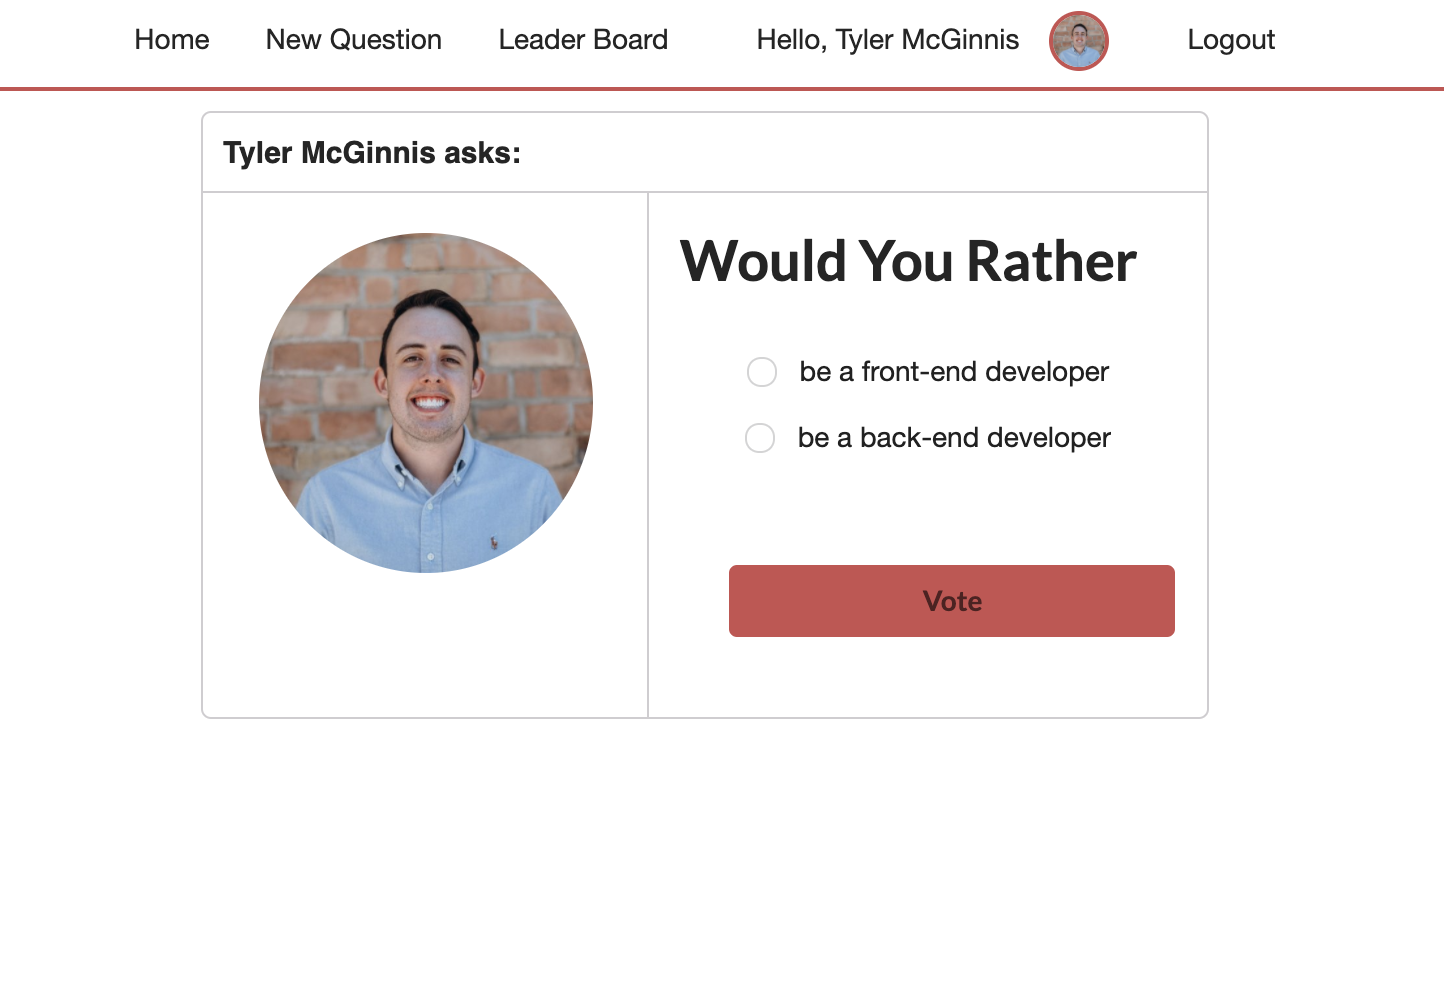 Home New Question Leader Board Hello, Tyler McGinnis Logout
Tyler McGinnis asks:
Would You Rather
be a front-end developer
be a back-end developer
Vote